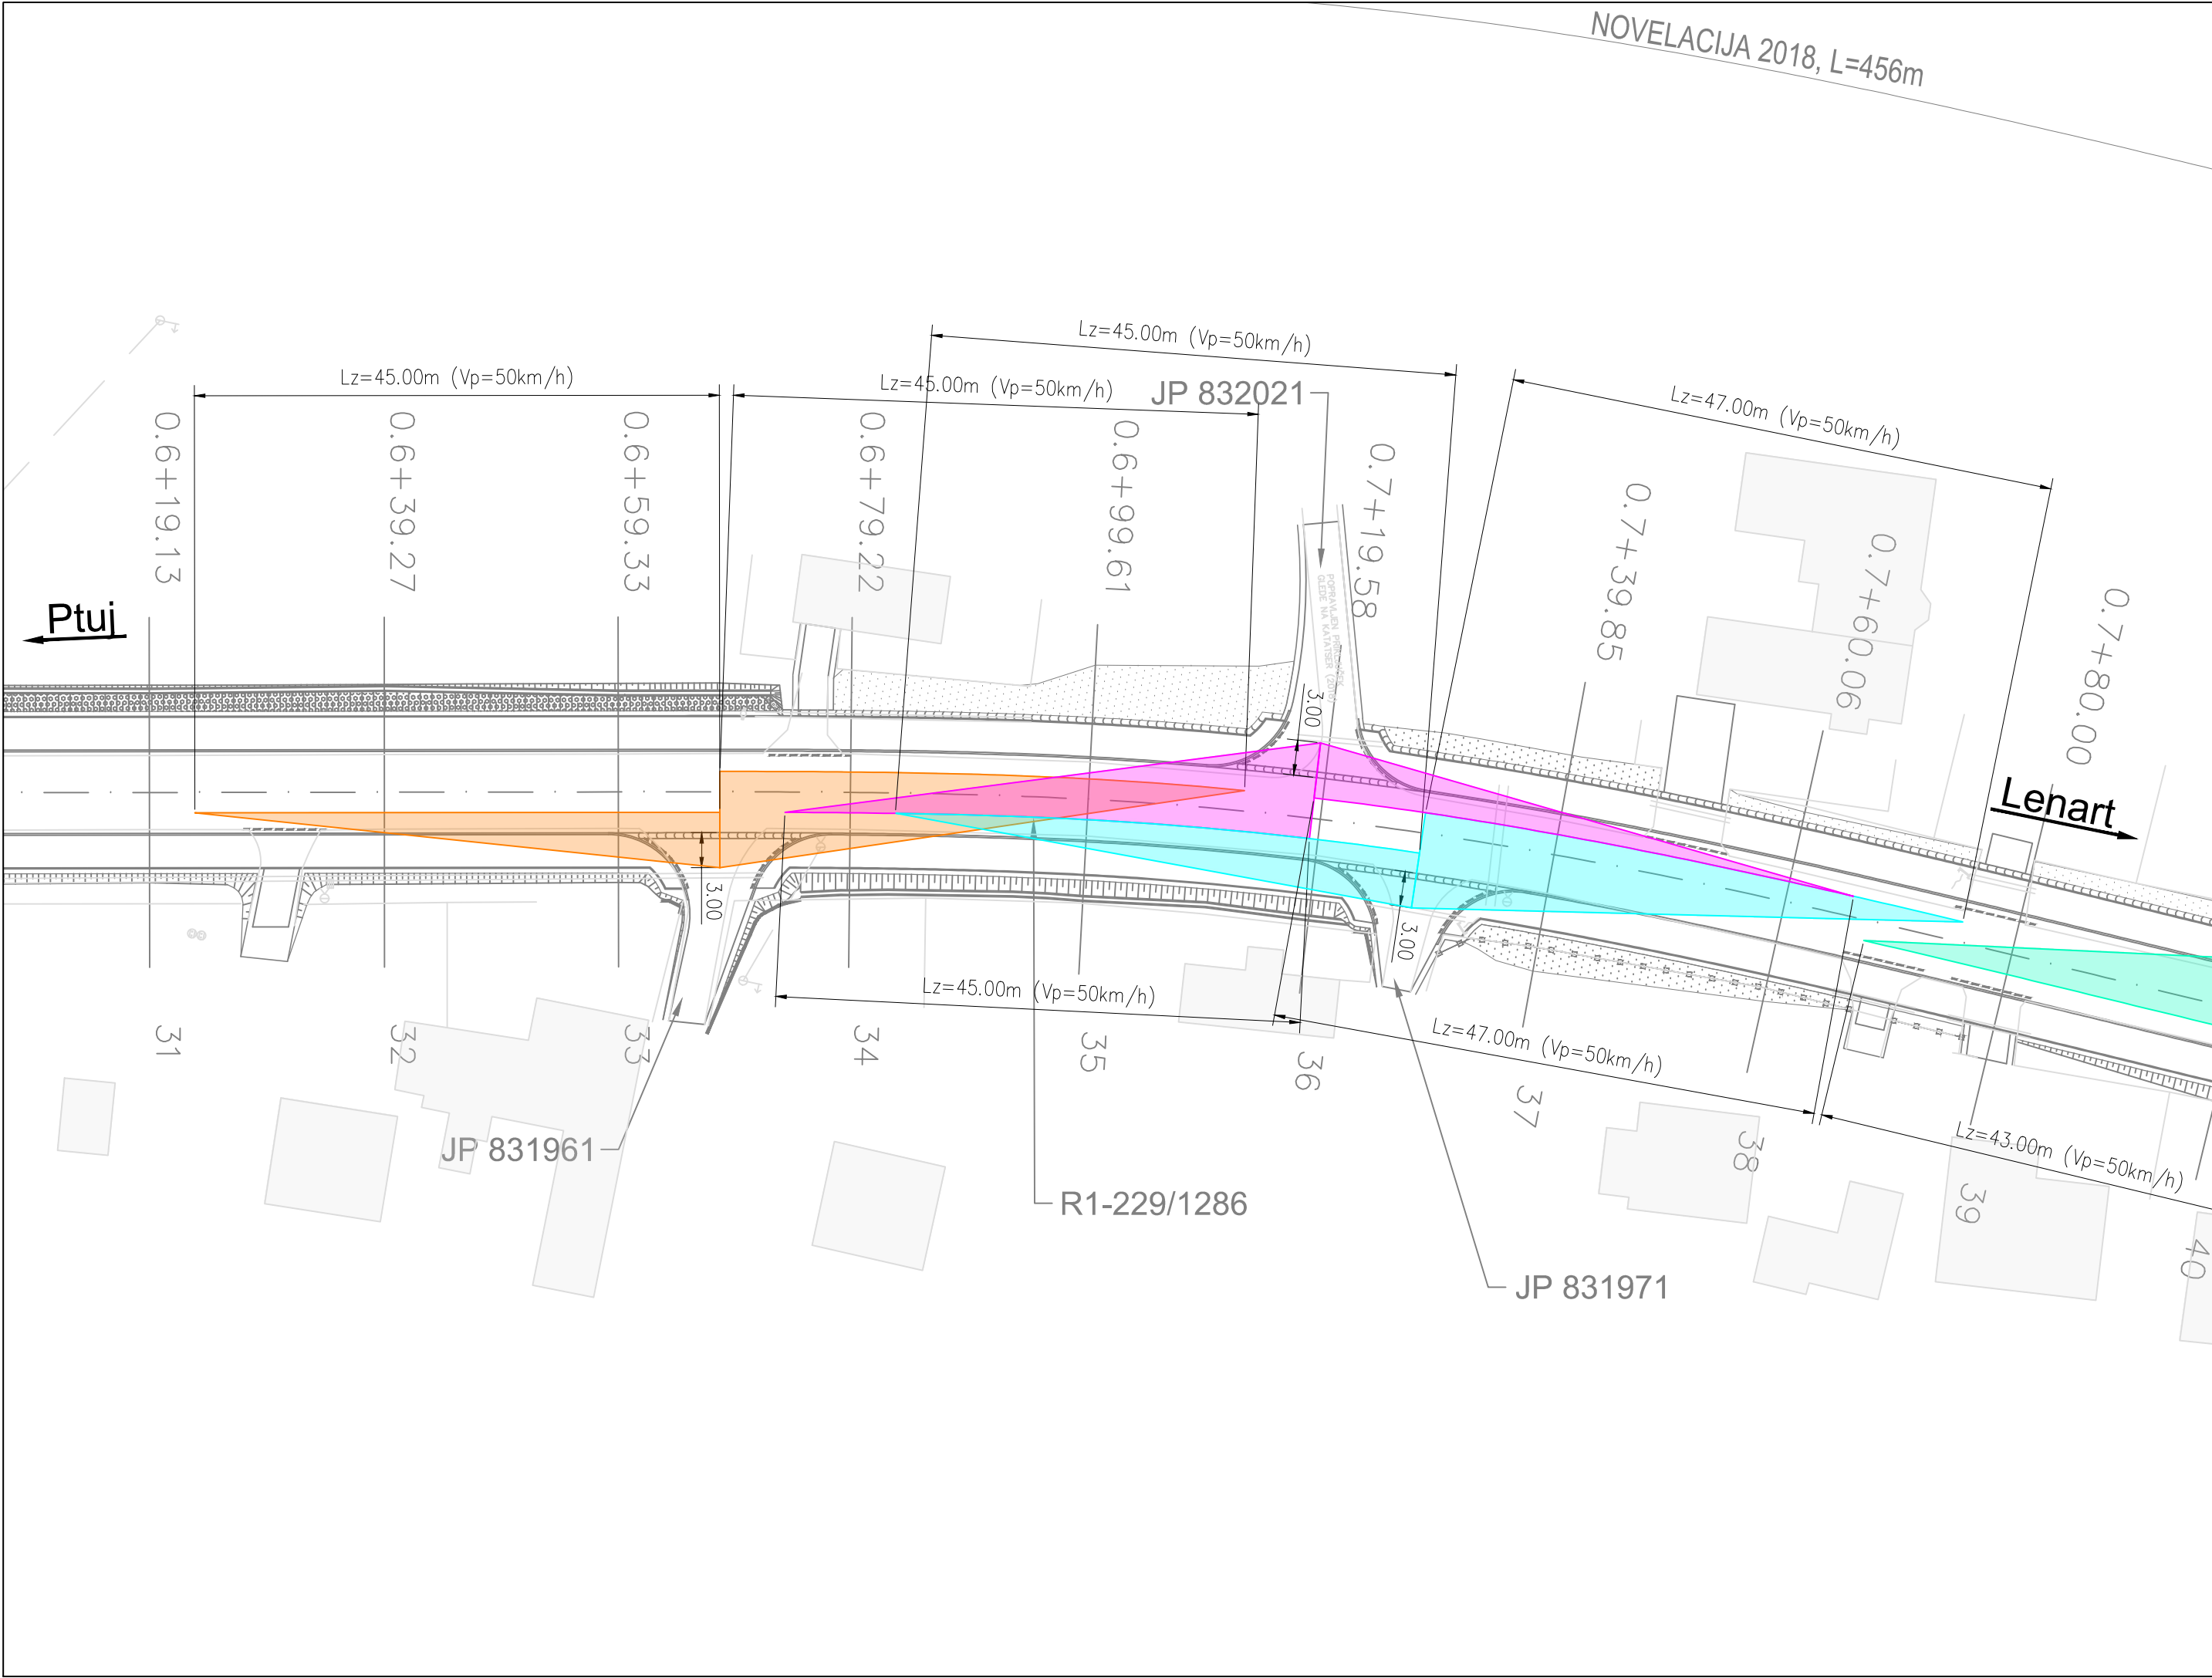 NOVELACIJA 2018, L=456m
Lz=45.00m (Vp=50km/h)
Lz=45.00m (Vp=50km/h)
Lz=45.00m (Vp=50km/h)
JP 832021
Lz=47.00m (Vp=50km/h)
0.6+19.13
0.6+39.27
0.6+59.33
0.6+79.22
0.6+99.61
0.7+19.58
0.7+39.85
0.7+60.06
0.7+80.00
Ptuj
Lenart
POPRAVLJEN PRIKLJUČEK
GLEDE NA KATATSER
3.00
3.00
3.00
Lz=45.00m (Vp=50km/h)
Lz=47.00m (Vp=50km/h)
Lz=43.00m (Vp=50km/h)
31
32
33
34
35
36
37
38
39
40
JP 831961
R1-229/1286
JP 831971